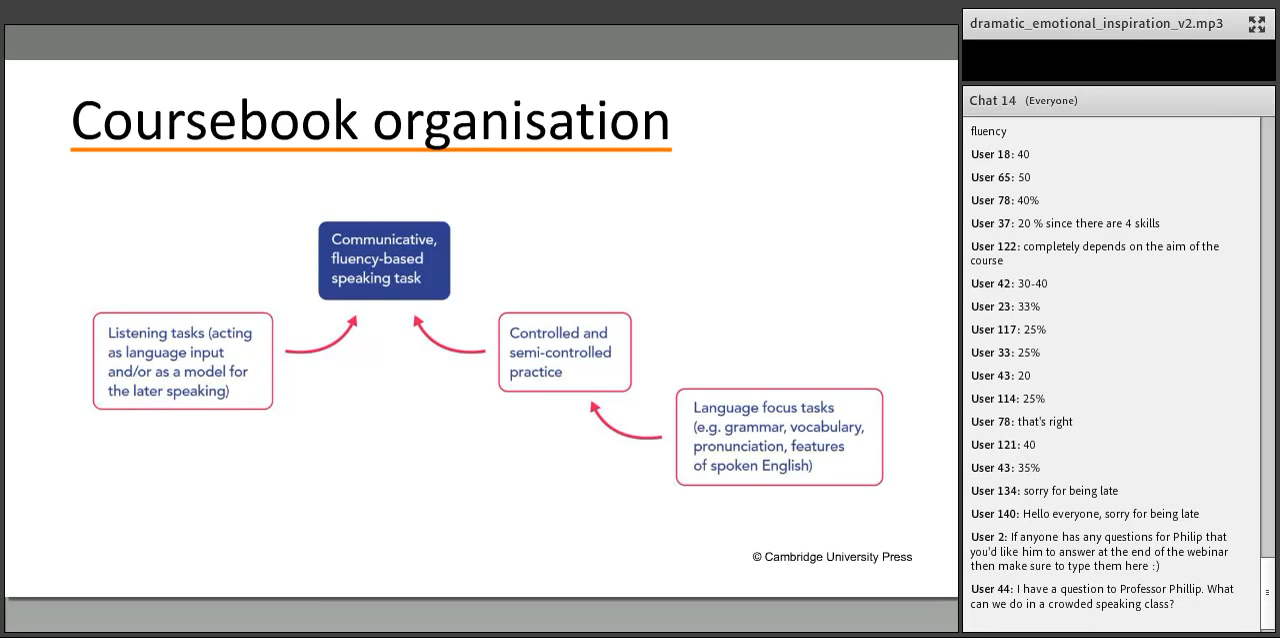 Coursebook organisation
Communicative,
fluency-based
speaking task
Listening tasks (acting
as language input
and/or as a model for
the later speaking)
Controlled and
semi-controlled
practice
Language focus tasks
(e.g. grammar, vocabulary,
pronunciation, features
of spoken English)
© Cambridge University Press
dramatic_emotional_inspiration_v2.mp3
Chat 14 (Everyone)
fluency
User 18: 40
User 65: 50
User 78: 40%
User 37: 20 % since there are 4 skills
User 122: completely depends on the aim of the
course
User 42: 30-40
User 23: 33%
User 117: 25%
User 33: 25%
User 43: 20
User 114: 25%
User 78: that's right
User 121: 40
User 43: 35%
User 134: sorry for being late
User 140: Hello everyone, sorry for being late
User 2: If anyone has any questions for Philip that
you'd like him to answer at the end of the webinar
then make sure to type them here :)
User 44: I have a question to Professor Phillip. What
can we do in a crowded speaking class?